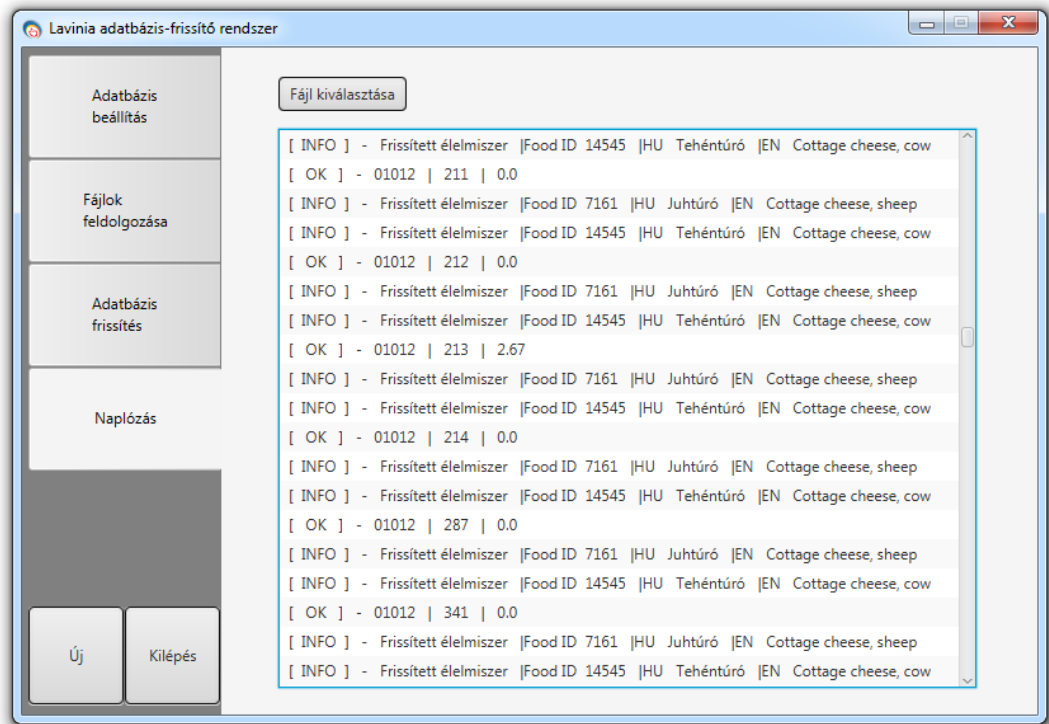 Lavinia adatbázis-frissítő rendszer
Adatbázis
beállítás
Fájlok
feldolgozása
Adatbázis
frissítés
Naplózás
Új
Kilépés
Fájl kiválasztása
[ INFO ] - Frissített élelmiszer |Food ID 14545 |HU Tehéntúró |EN Cottage cheese, cow
[ OK ] - 01012 | 211 | 0.0
[ INFO ] - Frissített élelmiszer |Food ID 7161 |HU Juhtúró |EN Cottage cheese, sheep
[ INFO ] - Frissített élelmiszer |Food ID 14545 |HU Tehéntúró |EN Cottage cheese, cow
[ OK ] - 01012 | 212 | 0.0
[ INFO ] - Frissített élelmiszer |Food ID 7161 |HU Juhtúró |EN Cottage cheese, sheep
[ INFO ] - Frissített élelmiszer |Food ID 14545 |HU Tehéntúró |EN Cottage cheese, cow
[ OK ] - 01012 | 213 | 2.67
[ INFO ] - Frissített élelmiszer |Food ID 7161 |HU Juhtúró |EN Cottage cheese, sheep
[ INFO ] - Frissített élelmiszer |Food ID 14545 |HU Tehéntúró |EN Cottage cheese, cow
[ OK ] - 01012 | 214 | 0.0
[ INFO ] - Frissített élelmiszer |Food ID 7161 |HU Juhtúró |EN Cottage cheese, sheep
[ INFO ] - Frissített élelmiszer |Food ID 14545 |HU Tehéntúró |EN Cottage cheese, cow
[ OK ] - 01012 | 287 | 0.0
[ INFO ] - Frissített élelmiszer |Food ID 7161 |HU Juhtúró |EN Cottage cheese, sheep
[ INFO ] - Frissített élelmiszer |Food ID 14545 |HU Tehéntúró |EN Cottage cheese, cow
[ OK ] - 01012 | 341 | 0.0
[ INFO ] - Frissített élelmiszer |Food ID 7161 |HU Juhtúró |EN Cottage cheese, sheep
[ INFO ] - Frissített élelmiszer |Food ID 14545 |HU Tehéntúró |EN Cottage cheese, cow